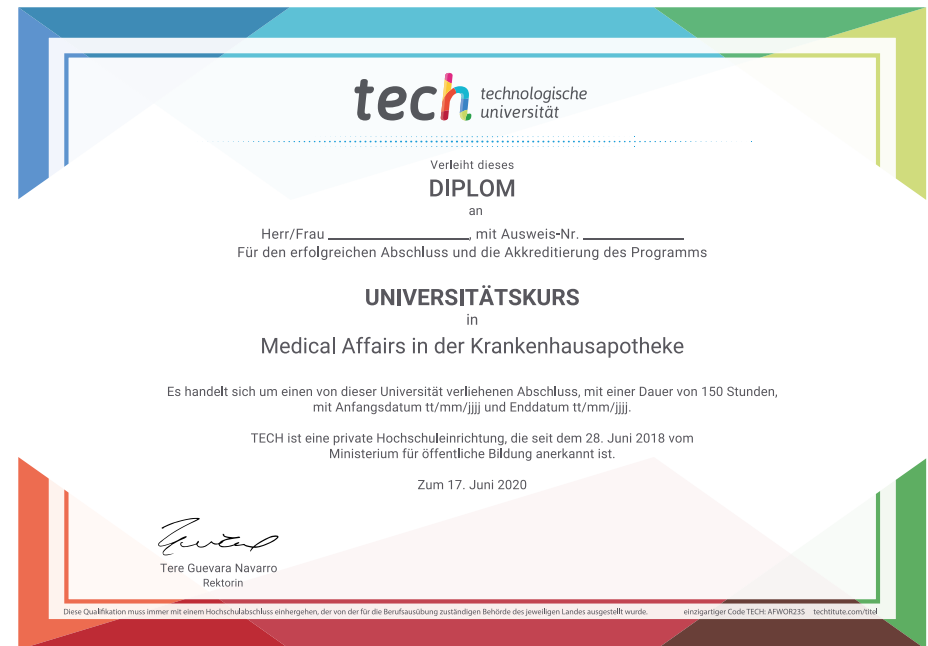 tech technologische
universität
Verleiht dieses
DIPLOM
an
Herr/Frau ____________________, mit Ausweis-Nr. ______________
Für den erfolgreichen Abschluss und die Akkreditierung des Programms
UNIVERSITÄTSKURS
in
Medical Affairs in der Krankenhausapotheke
Es handelt sich um einen von dieser Universität verliehenen Abschluss, mit einer Dauer von 150 Stunden,
mit Anfangsdatum tt/mm/jjjj und Enddatum tt/mm/jjjj.
TECH ist eine private Hochschuleinrichtung, die seit dem 28. Juni 2018 vom
Ministerium für öffentliche Bildung anerkannt ist.
Zum 17. Juni 2020
Tere Guevara Navarro
Rektorin
Diese Qualifikation muss immer mit einem Hochschulabschluss einhergehen, der von der für die Berufsausübung zuständigen Behörde des jeweiligen Landes ausgestellt wurde. einzigartiger Code TECH: AFWOR235 techtitute.com/titel